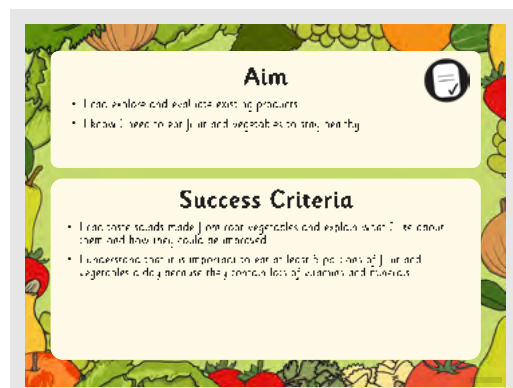 Aim
• I can explore and evaluate existing products
• I know I need to eat fruit and vegetables to stay healthy
Success Criteria
• I can taste salads made from root vegetables and explain what I like about
them and how they could be improved
• I understand that it is important to eat at least 5 portions of fruit and
vegetables a day because they contain lots of vitamins and minerals